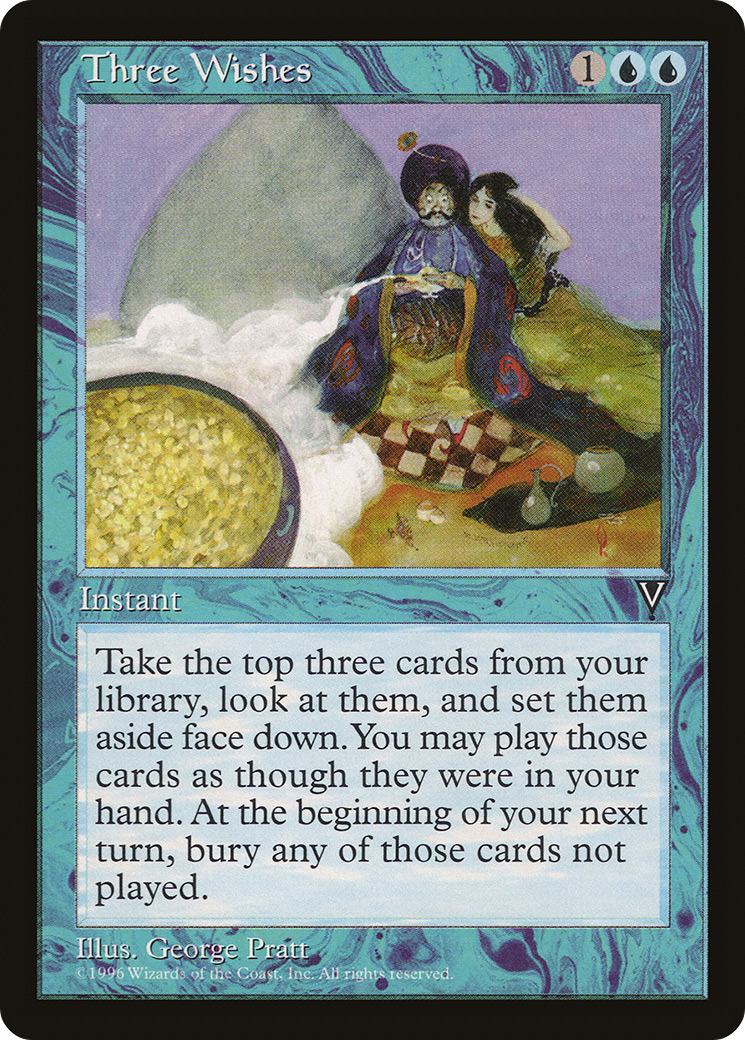 Three Wishes 1
Instant V
Take the top three cards from your
library, look at them, and set them
aside face down. You may play those
cards as though they were in your
hand. At the beginning of your next
turn, bury any of those cards not
played.
Illus. George Pratt
©1996 Wizards of the Coast, Inc. All rights reserved.